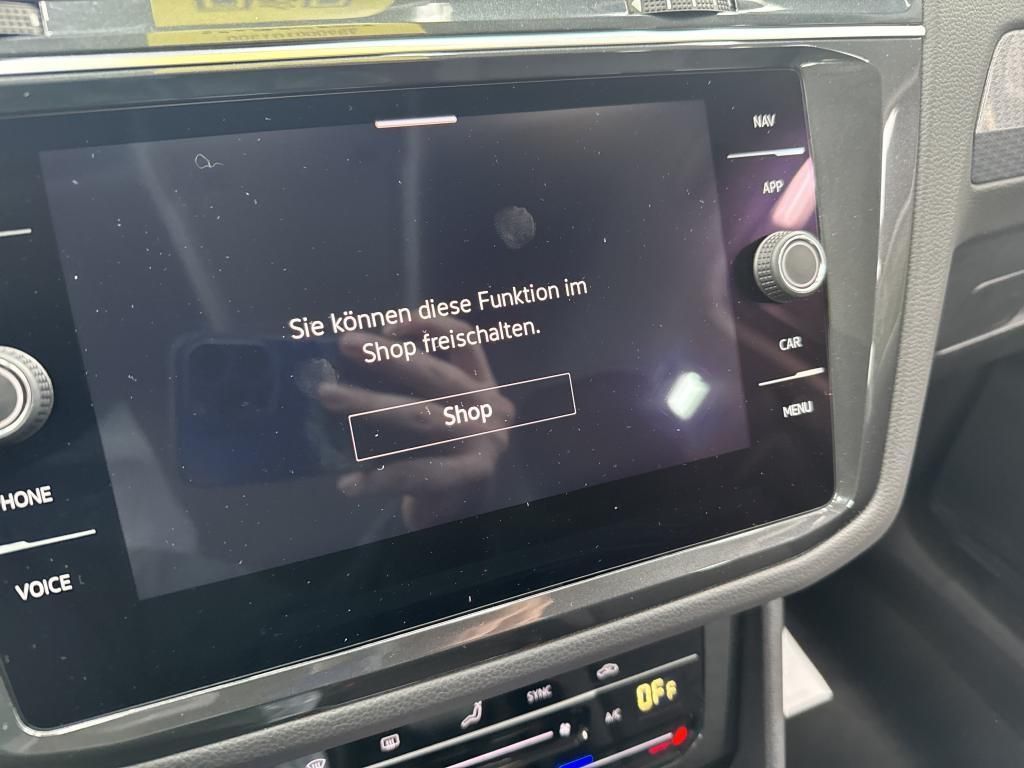 NAV
APP
Sie können diese Funktion im
Shop freischalten.
Shop
CAR
MENU
HONE
VOICE
SYNC
A/C
OFF